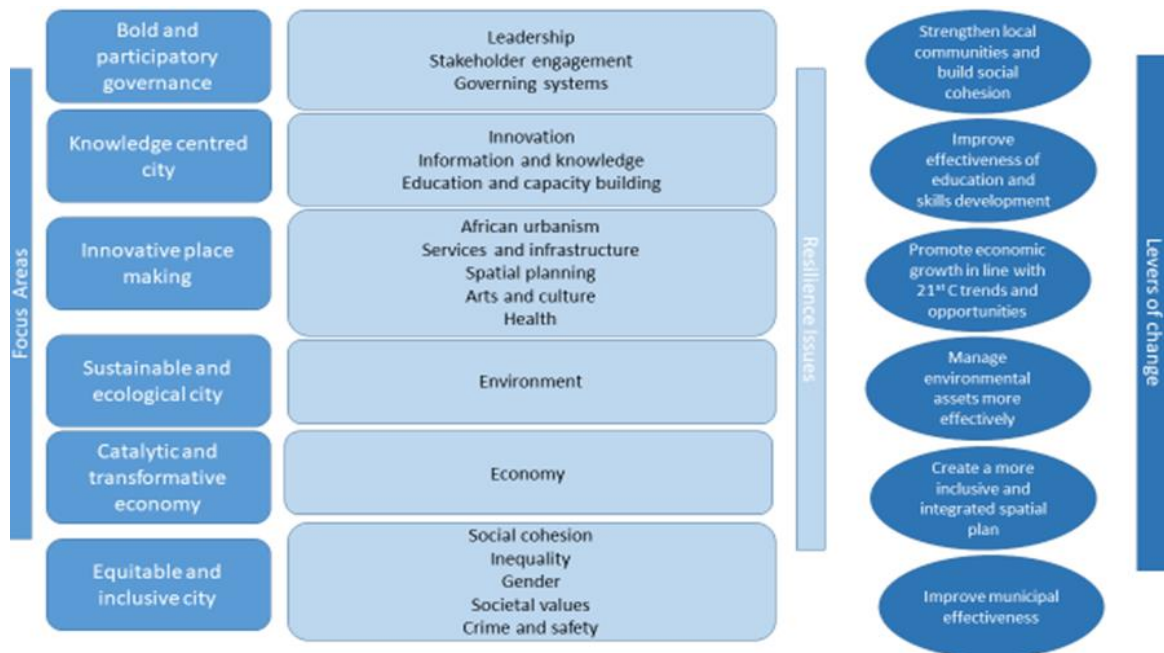 Focus Areas
Bold and
participatory
governance
Leadership
Stakeholder engagement
Governing systems
Knowledge centred
city
Innovation
Information and knowledge
Education and capacity building
Innovative place
making
African urbanism
Services and infrastructure
Spatial planning
Arts and culture
Health
Sustainable and
ecological city
Environment
Catalytic and
transformative
economy
Economy
Equitable and
inclusive city
Social cohesion
Inequality
Gender
Societal values
Crime and safety
Resilience Issues
Strengthen local
communities and
build social
cohesion
Improve
effectiveness of
education and
skills development
Promote economic
growth in line with
21st C trends and
opportunities
Manage
environmental
assets more
effectively
Create a more
inclusive and
integrated spatial
plan
Improve municipal
effectiveness
Levers of change